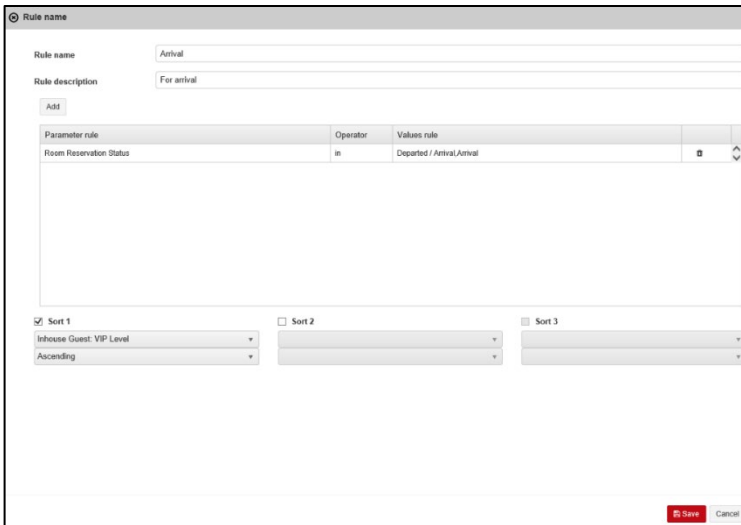 Rule name
Rule name Arrival
Rule description For arrival
Add
Parameter rule Operator Values rule
Room Reservation Status in Departed / Arrival,Arrival
Sort 1 Sort 2 Sort 3
Inhouse Guest: VIP Level
Ascending
Save Cancel